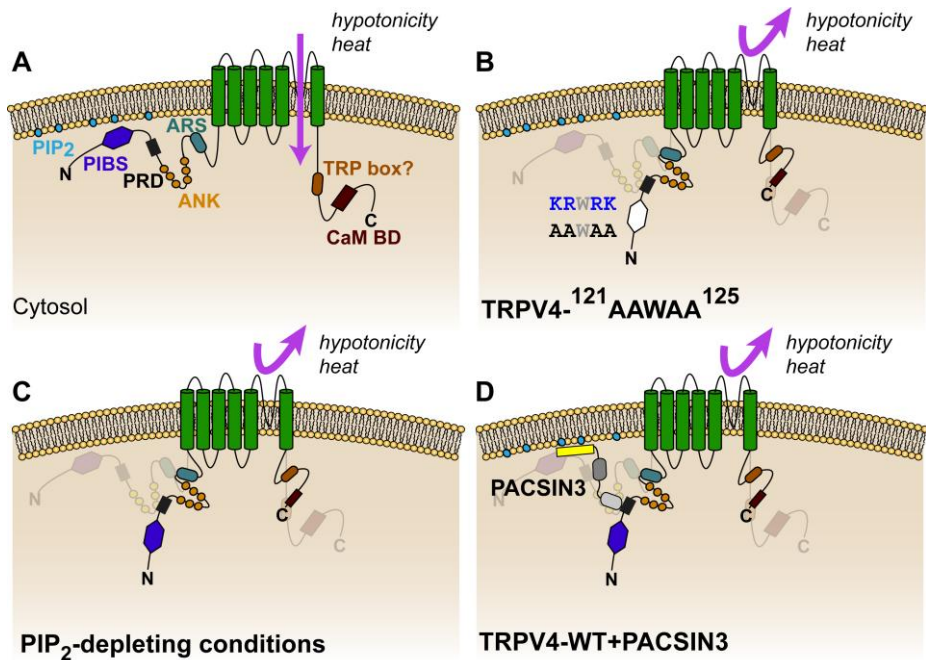 A
hypotonicity
heat
ARS
PIP2
PIBS
N
PRD
ANK
TRP box?
C
CaM BD
Cytosol
B
hypotonicity
heat
KRWRK
AAWAA
N
C
C
TRPV4-¹²¹AAWAA¹²⁵
C
hypotonicity
heat
N
N
C
C
PIP₂-depleting conditions
D
hypotonicity
heat
PACSIN3
N
N
C
C
TRPV4-WT+PACSIN3